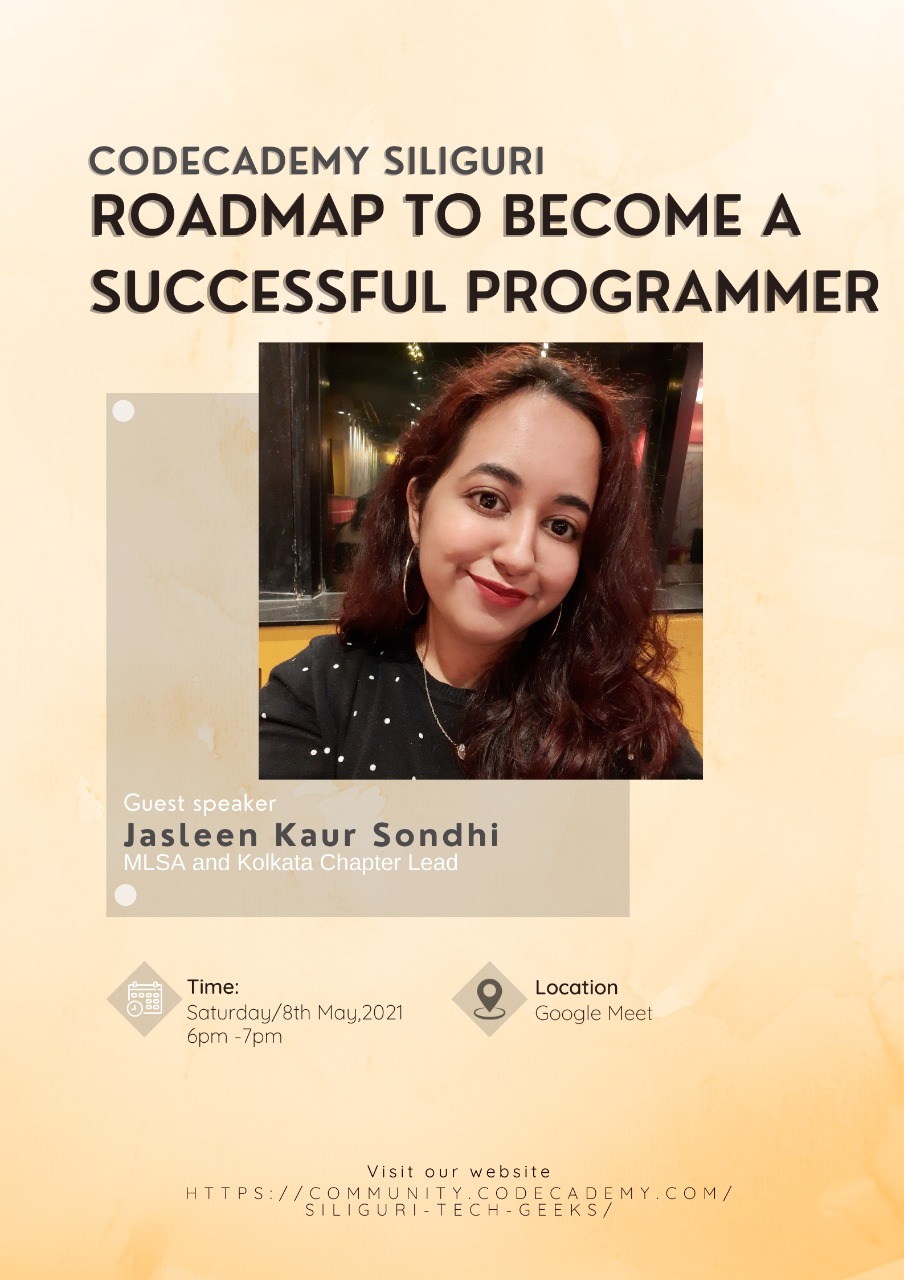 CODECADEMY SILIGURI
ROADMAP TO BECOME A
SUCCESSFUL PROGRAMMER
Guest speaker
Jasleen Kaur Sondhi
MLSA and Kolkata Chapter Lead
Time:
Saturday/8th May,2021
6pm -7pm
Location
Google Meet
Visit our website
HTTPS://COMMUNITY.CODECADEMY.COM/
SILIGURI-TECH-GEEKS/